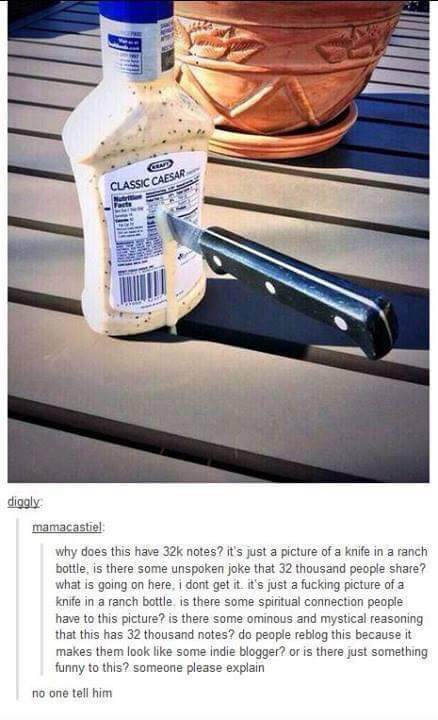 KRAFT
CLASSIC CAESAR
Nutrition
Facts
diggly:
mamacastiel:
why does this have 32k notes? it's just a picture of a knife in a ranch
bottle, is there some unspoken joke that 32 thousand people share?
what is going on here, i dont get it. it's just a fucking picture of a
knife in a ranch bottle. is there some spiritual connection people
have to this picture? is there some ominous and mystical reasoning
that this has 32 thousand notes? do people reblog this because it
makes them look like some indie blogger? or is there just something
funny to this? someone please explain
no one tell him